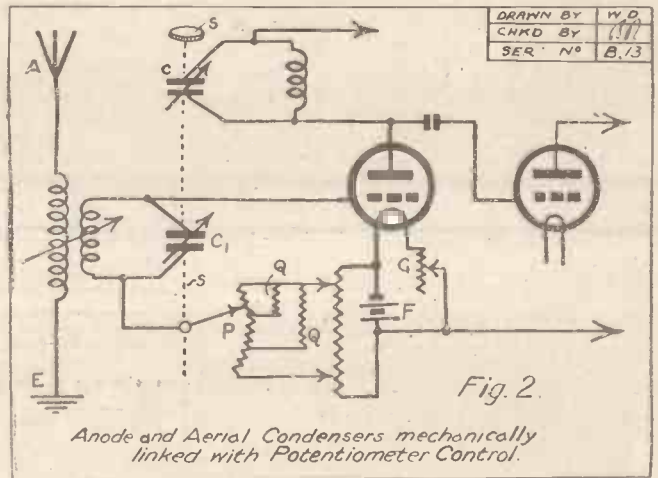 DRAWN BY W.D
CHKD BY
SER Nº B.13
S
A
C
C1
S
Q
P
Q
G
F
E
Fig. 2.
Anode and Aerial Condensers mechanically
linked with Potentiometer Control.